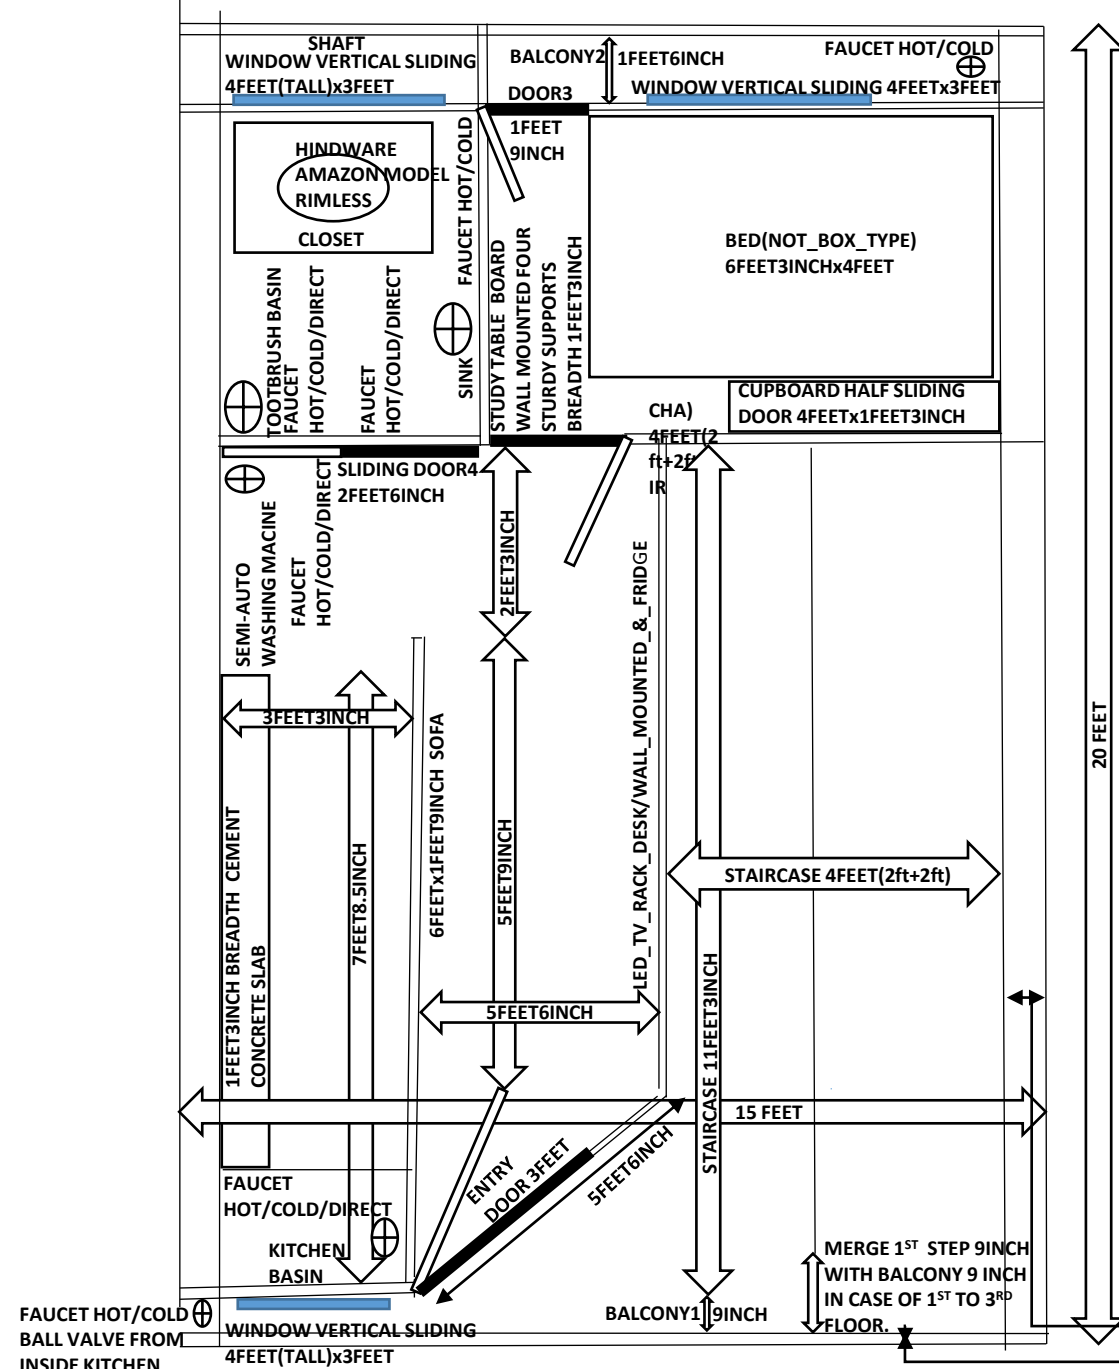 SHAFT
WINDOW VERTICAL SLIDING
4FEET(TALL)x3FEET
BALCONY2
1FEET6INCH
FAUCET HOT/COLD
WINDOW VERTICAL SLIDING 4FEETx3FEET
DOOR3
1FEET
9INCH
HINDWARE
AMAZON MODEL
RIMLESS
CLOSET
FAUCET HOT/COLD
SINK
BED(NOT_BOX_TYPE)
6FEET3INCHx4FEET
STUDY TABLE BOARD
WALL MOUNTED FOUR
STURDY SUPPORTS
BREADTH 1FEET3INCH
TOOTBRUSH BASIN
FAUCET
HOT/COLD/DIRECT
FAUCET
HOT/COLD/DIRECT
CUPBOARD HALF SLIDING
DOOR 4FEETx1FEET3INCH
CHA)
4FEET(2
ft+2f
IR
SLIDING DOOR4
2FEET6INCH
SEMI-AUTO
WASHING MACINE
FAUCET
HOT/COLD/DIRECT
2FEET3INCH
LED_TV_RACK_DESK/WALL_MOUNTED_&_FRIDGE
3FEET3INCH
6FEETx1FEET9INCH SOFA
5FEET9INCH
7FEET8.5INCH
1FEET3INCH BREADTH CEMENT
CONCRETE SLAB
STAIRCASE 4FEET(2ft+2ft)
STAIRCASE 11FEET3INCH
20 FEET
5FEET6INCH
15 FEET
ENTRY
DOOR 3FEET
5FEET6INCH
FAUCET
HOT/COLD/DIRECT
KITCHEN
BASIN
MERGE 1ST STEP 9INCH
WITH BALCONY 9 INCH
IN CASE OF 1ST TO 3RD
FLOOR.
BALCONY1
9INCH
FAUCET HOT/COLD
BALL VALVE FROM
INSIDE KITCHEN
WINDOW VERTICAL SLIDING
4FEET(TALL)x3FEET